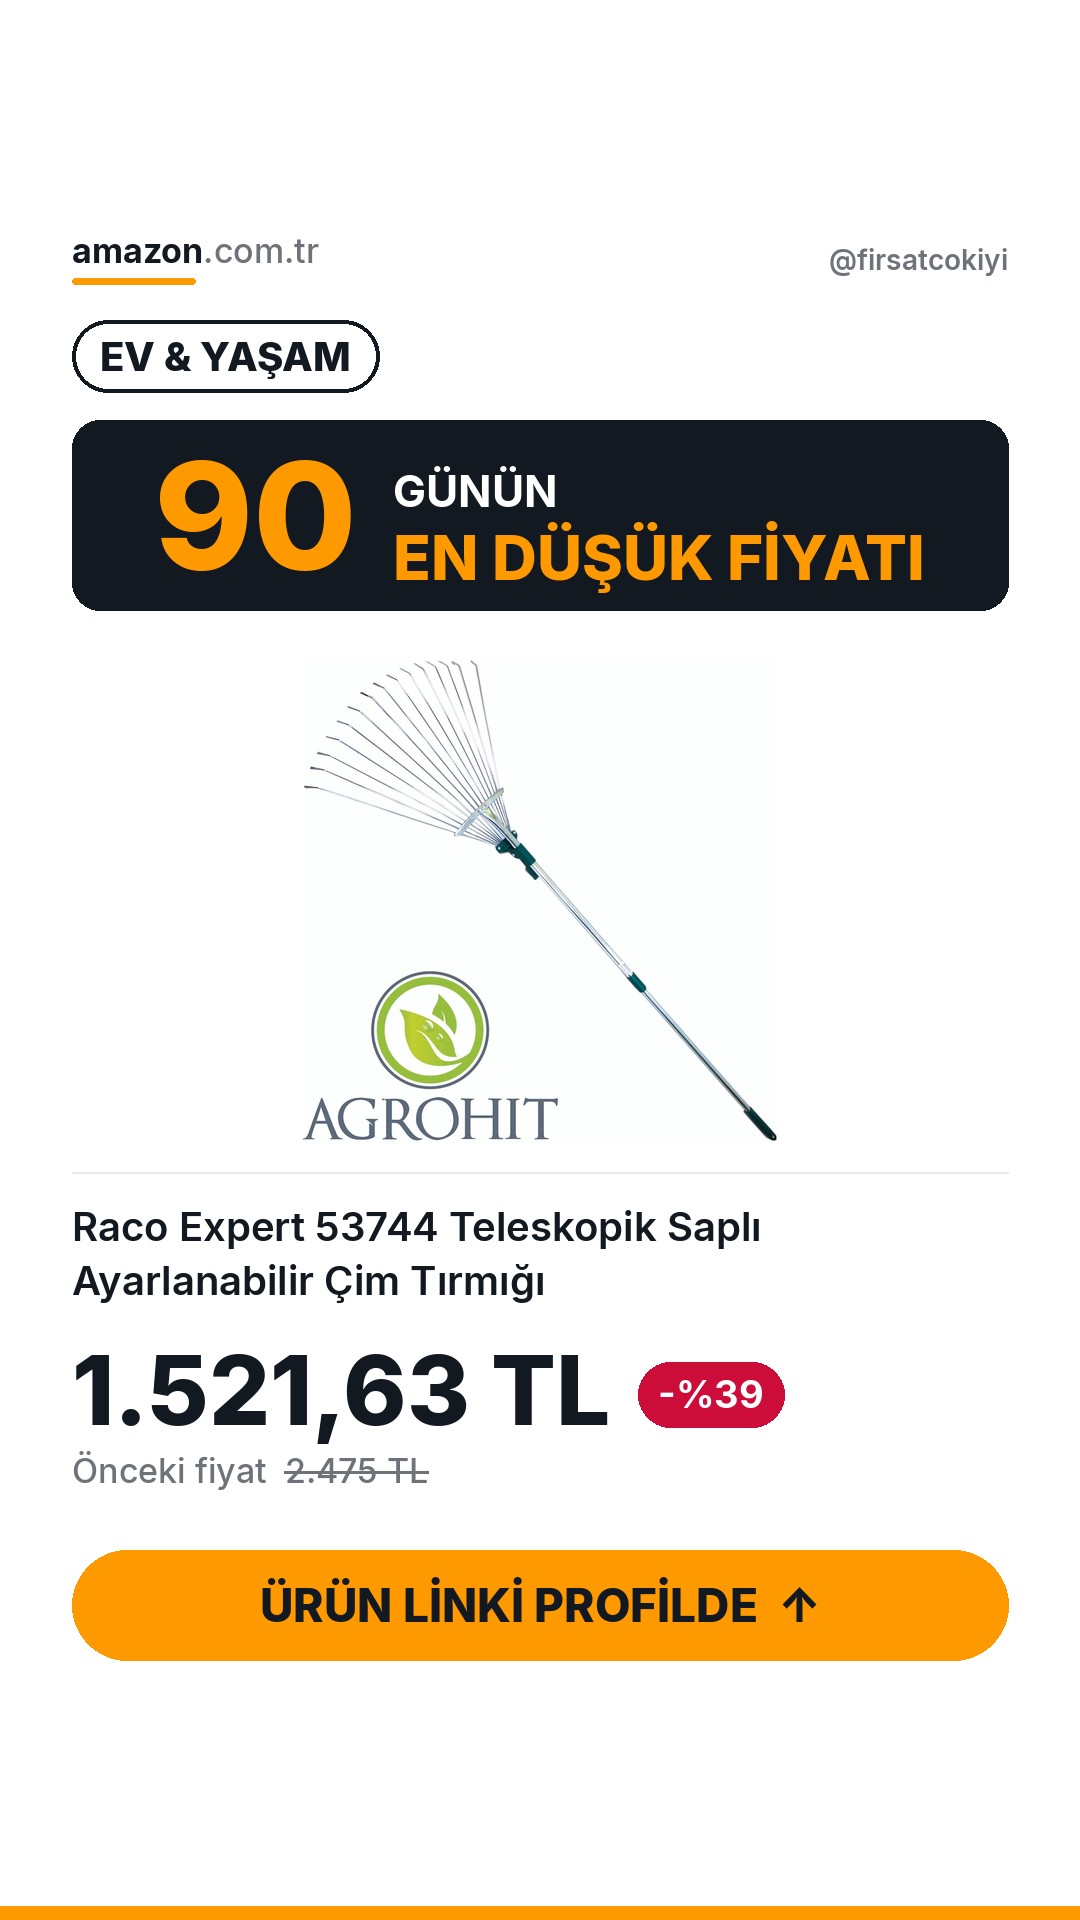 amazon.com.tr
@firsatcokiyi
EV & YAŞAM
90 GÜNÜN
EN DÜŞÜK FİYATI
AGROHIT
Raco Expert 53744 Teleskopik Saplı
Ayarlanabilir Çim Tırmığı
1.521,63 TL -%39
Önceki fiyat 2.475 TL
ÜRÜN LİNKİ PROFİLDE ↑